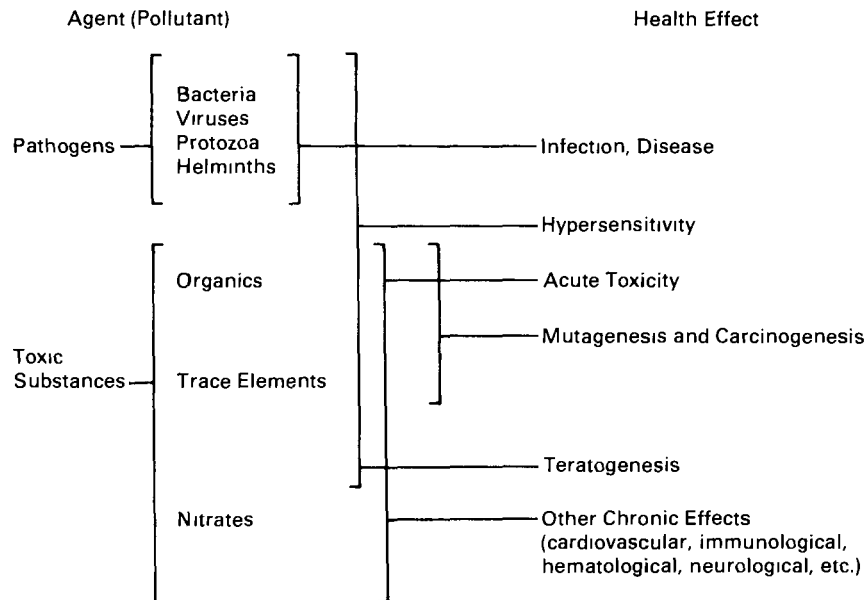 Agent (Pollutant)
Health Effect
Pathogens
Bacteria
Viruses
Protozoa
Helminths
Infection, Disease
Hypersensitivity
Organics
Acute Toxicity
Mutagenesis and Carcinogenesis
Toxic
Substances
Trace Elements
Teratogenesis
Nitrates
Other Chronic Effects
(cardiovascular, immunological,
hematological, neurological, etc.)